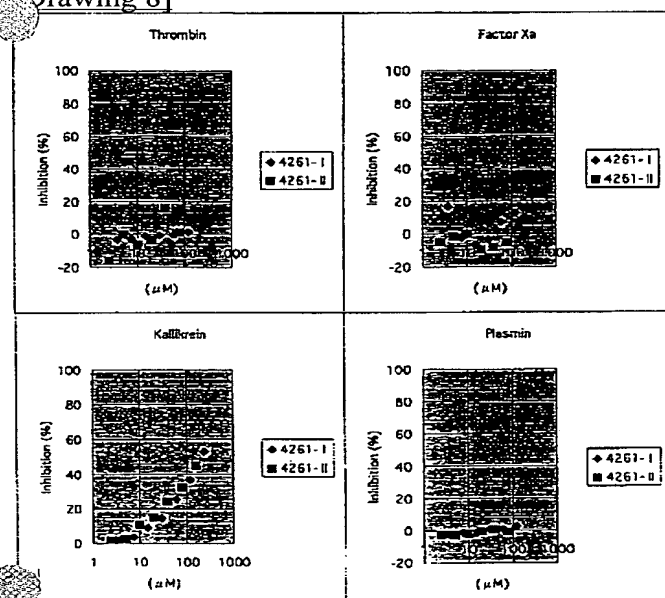 Drawing 8]
Thrombin
100
80
60
40
20
0
-20
Inhibition (%)
(μM)
4261-I
4261-II
Factor Xa
100
80
60
40
20
0
-20
Inhibition (%)
(μM)
4261-I
4261-II
Kallikrein
100
80
60
40
20
0
Inhibition (%)
1 10 100 1000
(μM)
4261-I
4261-II
Plasmin
100
80
60
40
20
0
-20
Inhibition (%)
(μM)
4261-I
4261-II